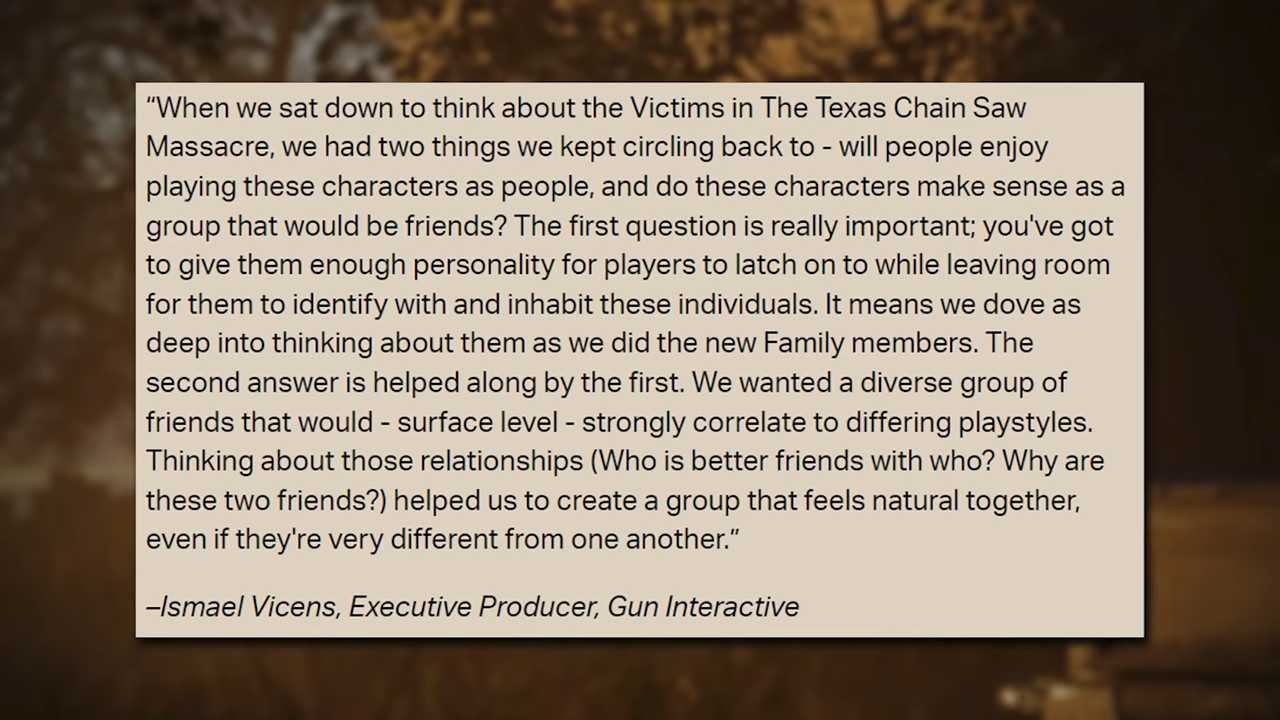 “When we sat down to think about the Victims in The Texas Chain Saw
Massacre, we had two things we kept circling back to - will people enjoy
playing these characters as people, and do these characters make sense as a
group that would be friends? The first question is really important; you've got
to give them enough personality for players to latch on to while leaving room
for them to identify with and inhabit these individuals. It means we dove as
deep into thinking about them as we did the new Family members. The
second answer is helped along by the first. We wanted a diverse group of
friends that would - surface level - strongly correlate to differing playstyles.
Thinking about those relationships (Who is better friends with who? Why are
these two friends?) helped us to create a group that feels natural together,
even if they're very different from one another.”
–Ismael Vicens, Executive Producer, Gun Interactive